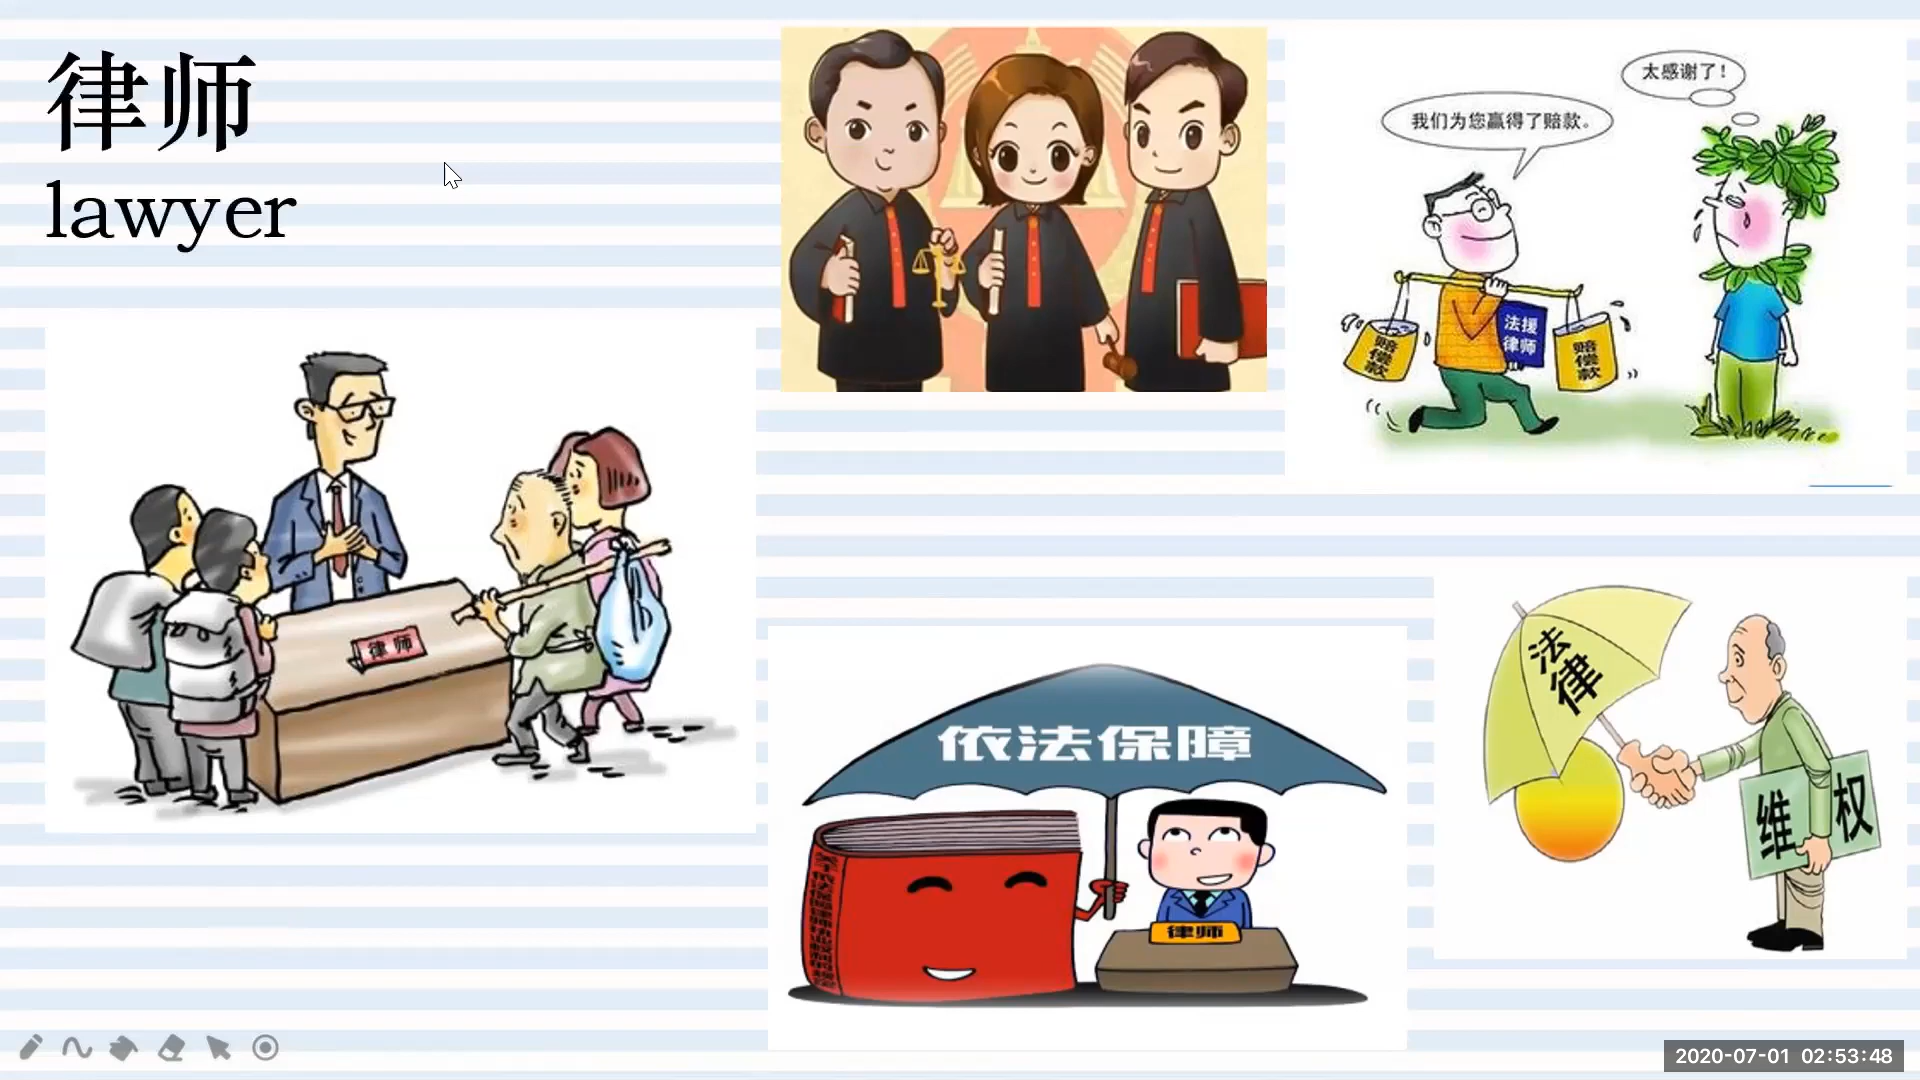 律师
lawyer
太感谢了！
我们为您赢得了赔款。
法援
律师
赔偿款
赔偿款
律师
依法保障
律师
法律
维权
2020-07-01 02:53:48